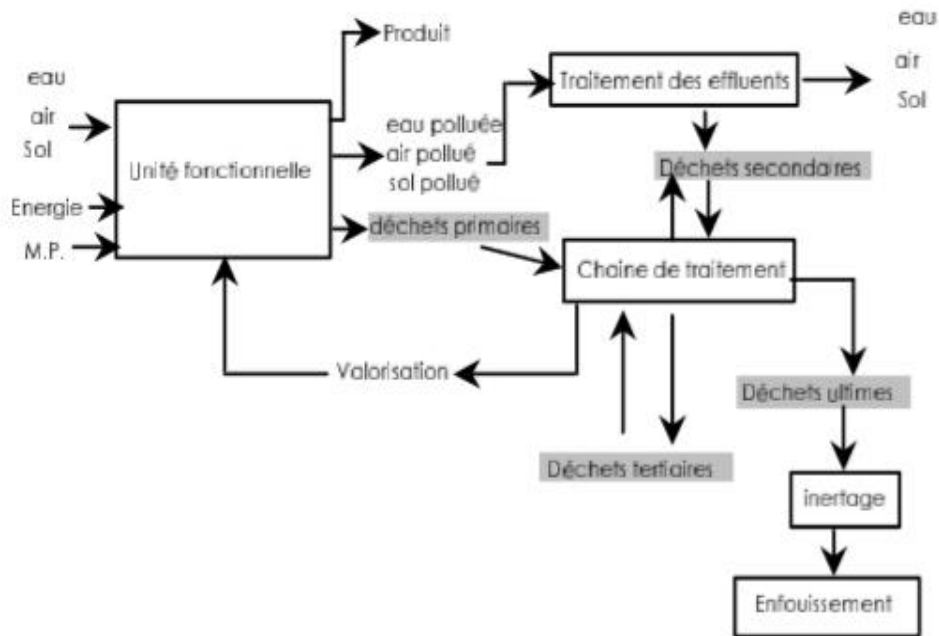 eau
air
Sol
Energie
M.P.
Unité fonctionnelle
Produit
eau polluée
air pollué
sol pollué
déchets primaires
Traitement des effluents
eau
air
Sol
Déchets secondaires
Chaine de traitement
Valorisation
Déchets tertiaires
Déchets ultimes
inertage
Enfouissement